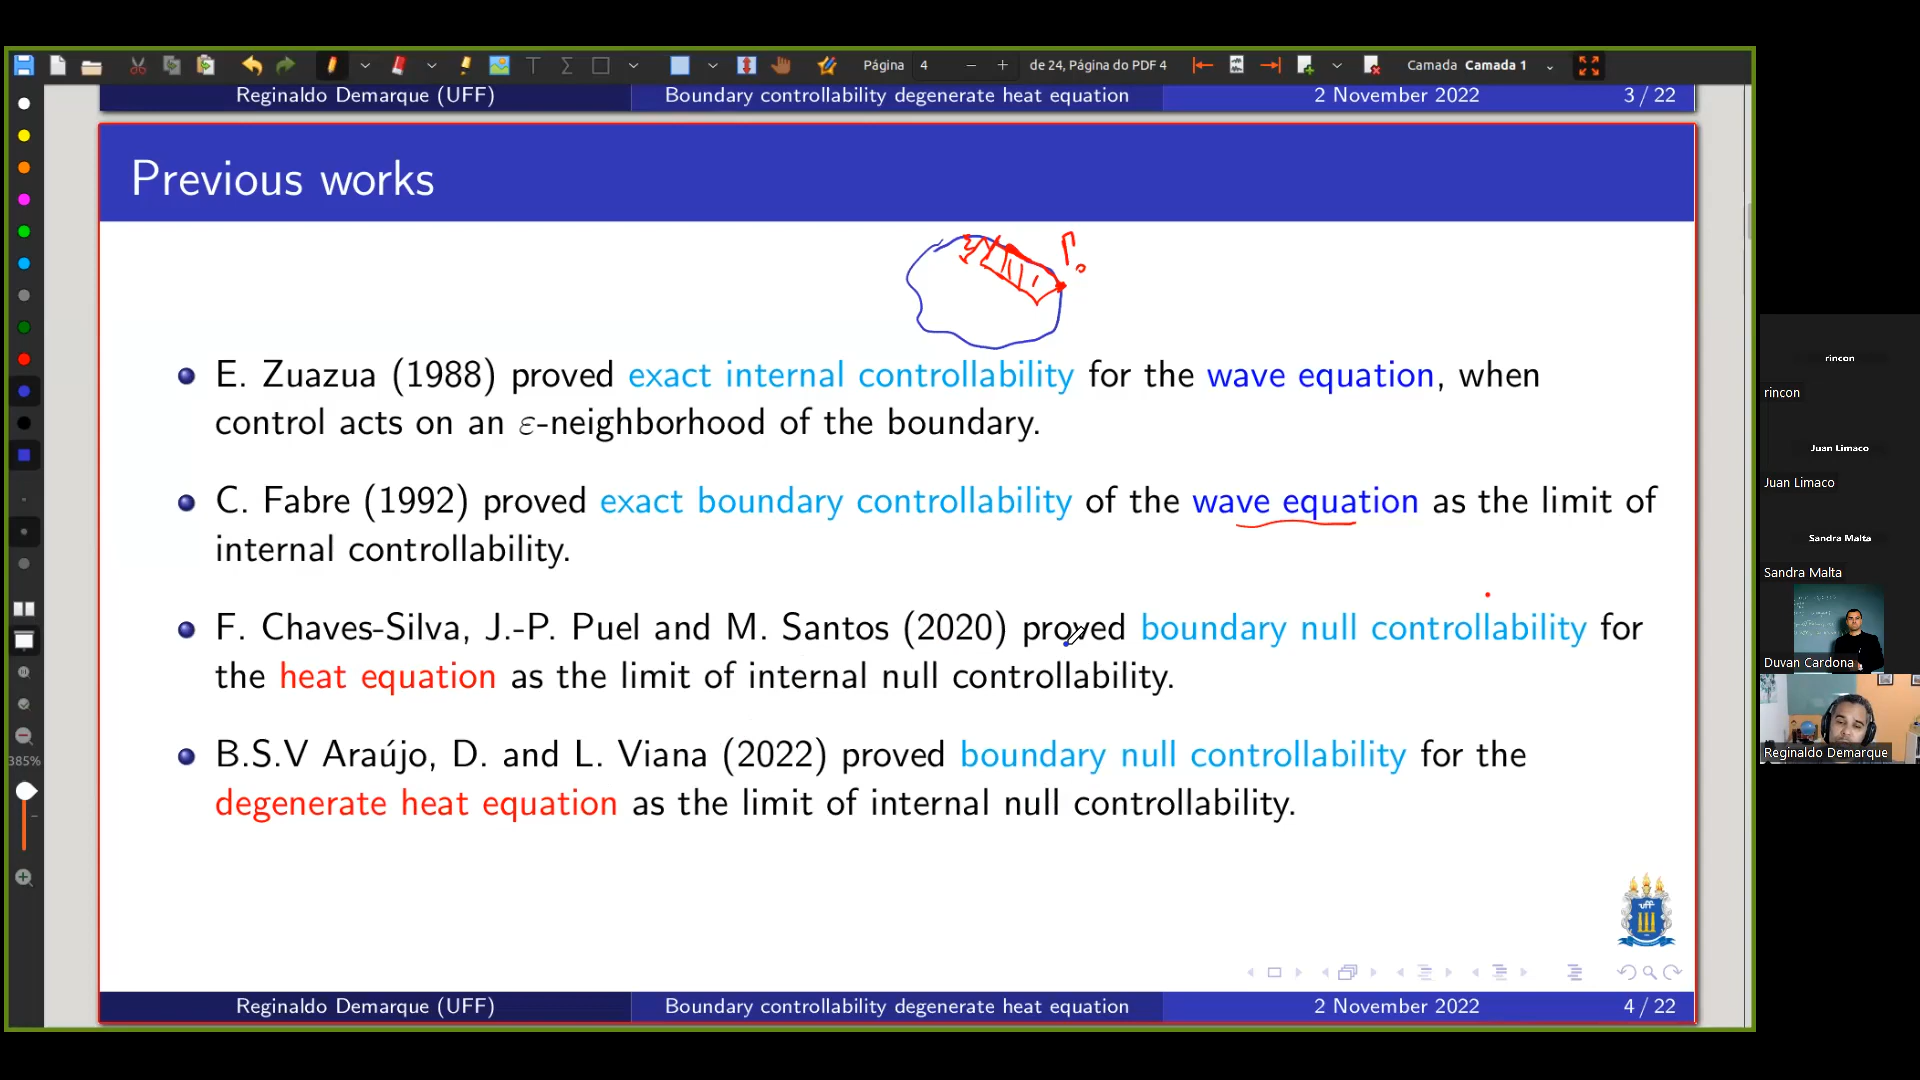 Página 4 de 24, Página do PDF 4 Camada Camada 1
Reginaldo Demarque (UFF) Boundary controllability degenerate heat equation 2 November 2022 3 / 22
Previous works
Γ₀
E. Zuazua (1988) proved exact internal controllability for the wave equation, when
control acts on an ε-neighborhood of the boundary.
C. Fabre (1992) proved exact boundary controllability of the wave equation as the limit of
internal controllability.
F. Chaves-Silva, J.-P. Puel and M. Santos (2020) proved boundary null controllability for
the heat equation as the limit of internal null controllability.
B.S.V Araújo, D. and L. Viana (2022) proved boundary null controllability for the
degenerate heat equation as the limit of internal null controllability.
uff
Reginaldo Demarque (UFF) Boundary controllability degenerate heat equation 2 November 2022 4 / 22
385%
rincon
rincon
Juan Limaco
Juan Limaco
Sandra Malta
Sandra Malta
Duvan Cardona
Reginaldo Demarque